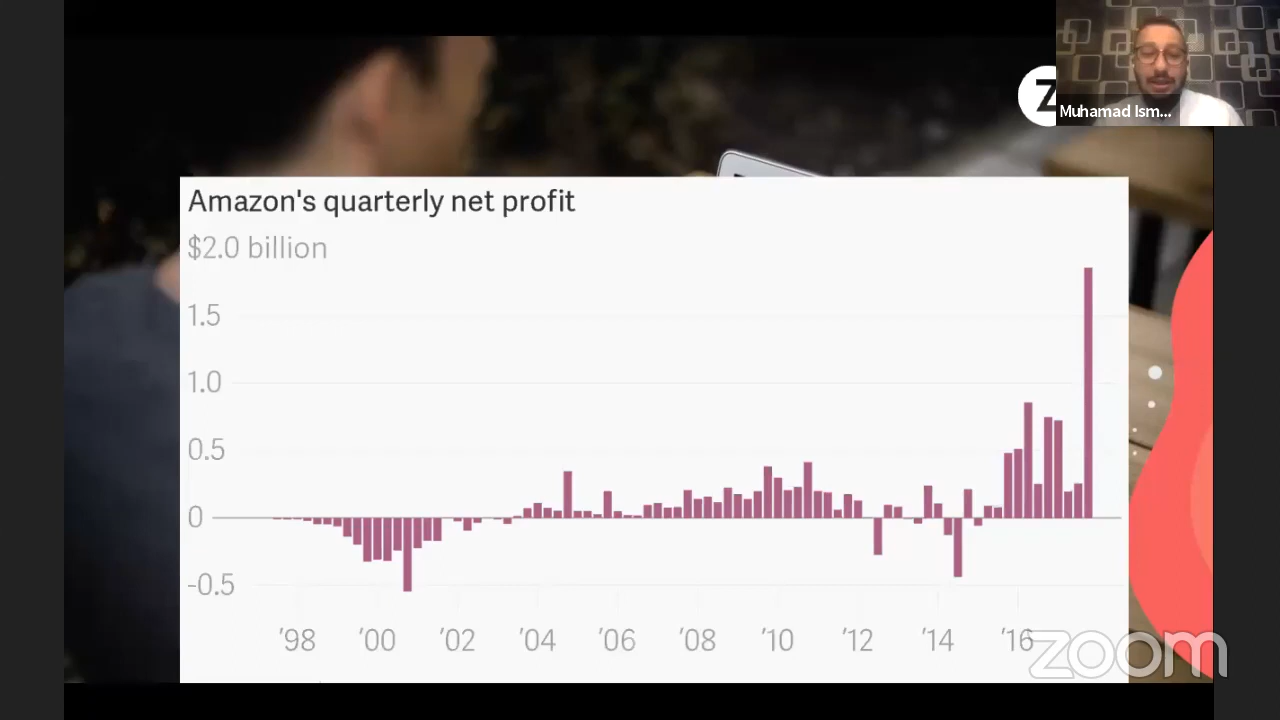 Z
Muhamad Ism...
Amazon's quarterly net profit
$2.0 billion
1.5
1.0
0.5
0
-0.5
'98 '00 '02 '04 '06 '08 '10 '12 '14 '16
zoom